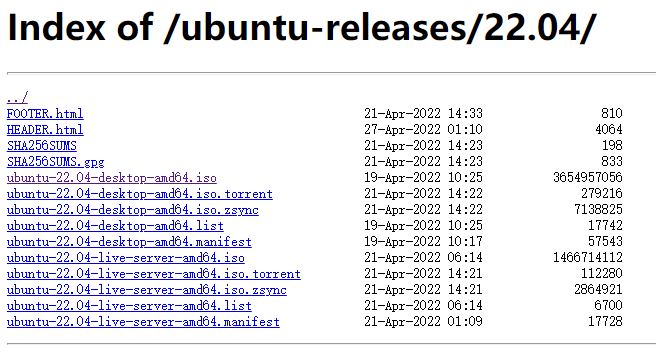 Index of /ubuntu-releases/22.04/
../
FOOTER.html 21-Apr-2022 14:33 810
HEADER.html 27-Apr-2022 01:10 4064
SHA256SUMS 21-Apr-2022 14:23 198
SHA256SUMS.gpg 21-Apr-2022 14:23 833
ubuntu-22.04-desktop-amd64.iso 19-Apr-2022 10:25 3654957056
ubuntu-22.04-desktop-amd64.iso.torrent 21-Apr-2022 14:22 279216
ubuntu-22.04-desktop-amd64.iso.zsync 21-Apr-2022 14:22 7138825
ubuntu-22.04-desktop-amd64.list 19-Apr-2022 10:25 17742
ubuntu-22.04-desktop-amd64.manifest 19-Apr-2022 10:17 57543
ubuntu-22.04-live-server-amd64.iso 21-Apr-2022 06:14 1466714112
ubuntu-22.04-live-server-amd64.iso.torrent 21-Apr-2022 14:21 112280
ubuntu-22.04-live-server-amd64.iso.zsync 21-Apr-2022 14:21 2864921
ubuntu-22.04-live-server-amd64.list 21-Apr-2022 06:14 6700
ubuntu-22.04-live-server-amd64.manifest 21-Apr-2022 01:09 17728